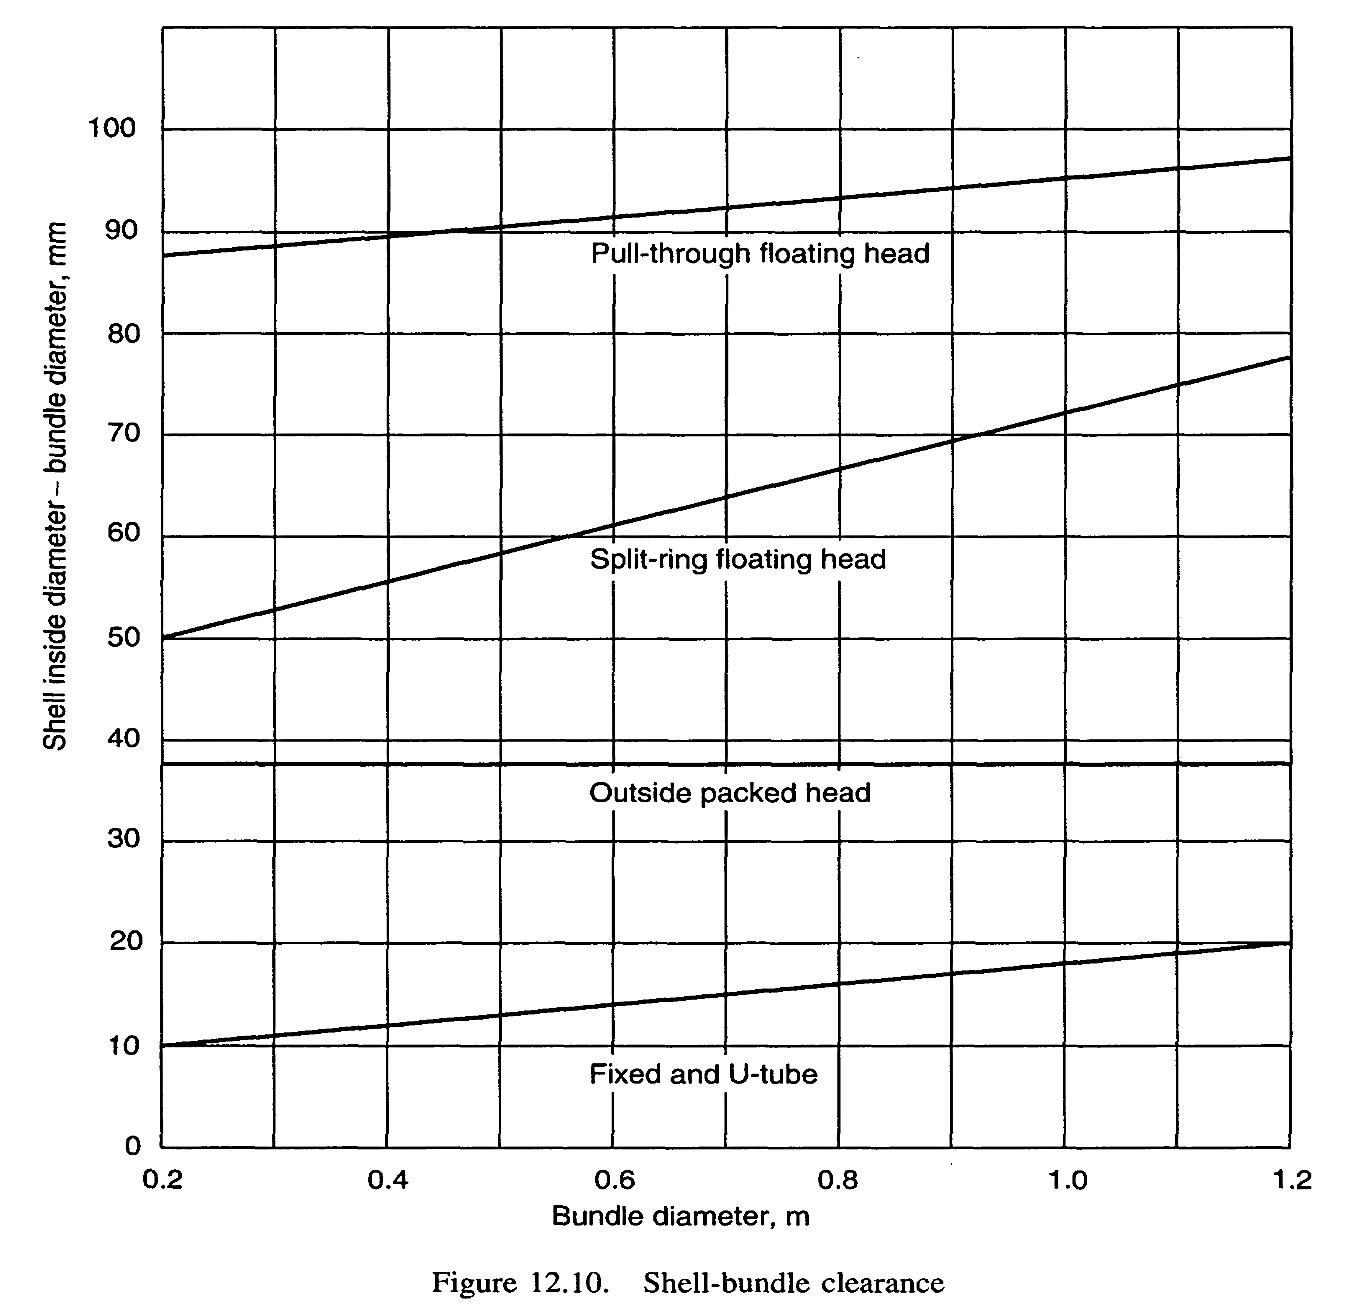 Shell inside diameter – bundle diameter, mm
100
90
80
70
60
50
40
30
20
10
0
Pull-through floating head
Split-ring floating head
Outside packed head
Fixed and U-tube
0.2 0.4 0.6 0.8 1.0 1.2
Bundle diameter, m
Figure 12.10. Shell-bundle clearance